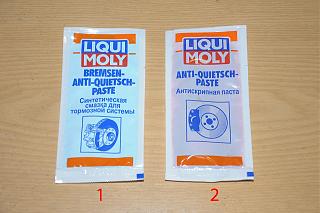 LIQUI
MOLY
BREMSEN-
ANTI-QUIETSCH-
PASTE
Синтетическая
смазка для
тормозной системы
1
LIQUI
MOLY
ANTI-QUIETSCH-
PASTE
Антискрипная паста
2